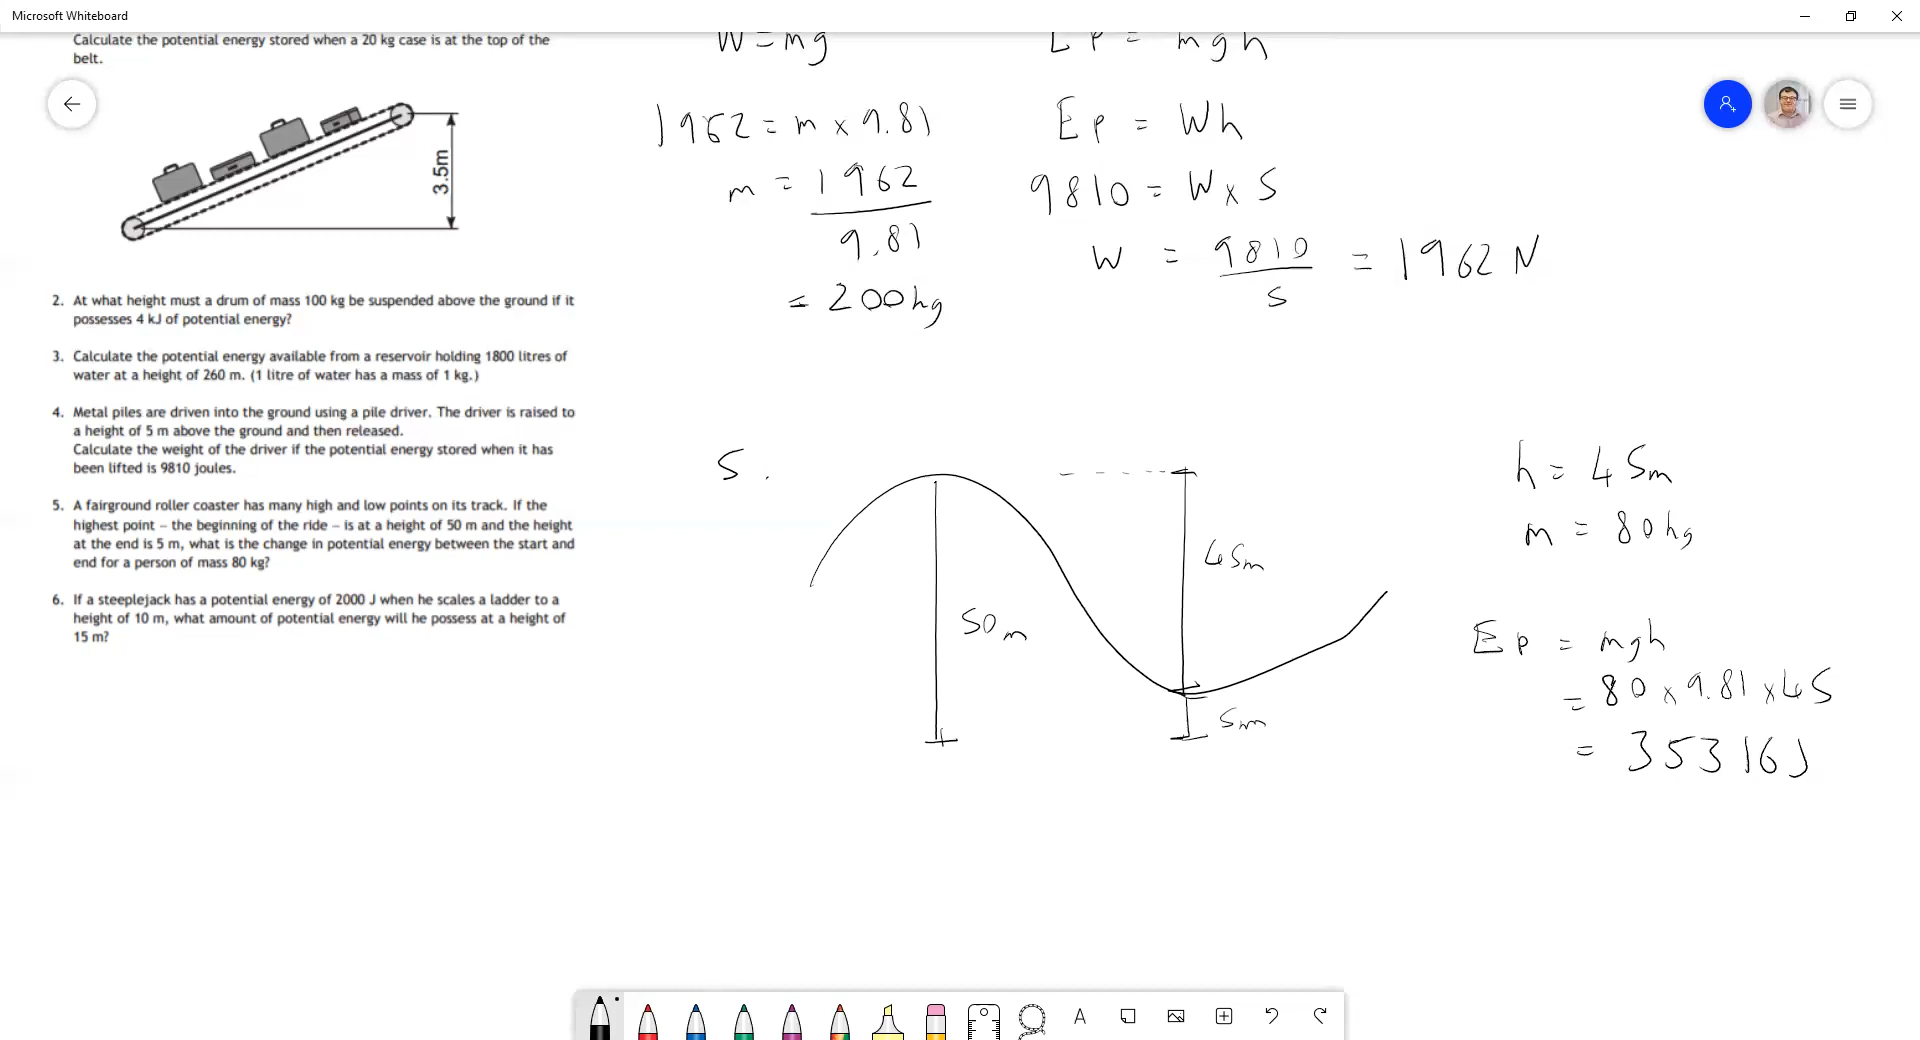 Microsoft Whiteboard
Calculate the potential energy stored when a 20 kg case is at the top of the
belt.
3.5m
2. At what height must a drum of mass 100 kg be suspended above the ground if it
possesses 4 kJ of potential energy?
3. Calculate the potential energy available from a reservoir holding 1800 litres of
water at a height of 260 m. (1 litre of water has a mass of 1 kg.)
4. Metal piles are driven into the ground using a pile driver. The driver is raised to
a height of 5 m above the ground and then released.
Calculate the weight of the driver if the potential energy stored when it has
been lifted is 9810 joules.
5. A fairground roller coaster has many high and low points on its track. If the
highest point – the beginning of the ride – is at a height of 50 m and the height
at the end is 5 m, what is the change in potential energy between the start and
end for a person of mass 80 kg?
6. If a steeplejack has a potential energy of 2000 J when he scales a ladder to a
height of 10 m, what amount of potential energy will he possess at a height of
15 m?
W = mg
1962 = m x 9.81
m = 1962
9.81
= 200kg
Ep = mgh
Ep = Wh
9810 = W x 5
W = 9810 = 1962 N
5
5.
50m
45m
5m
h = 45m
m = 80kg
Ep = mgh
= 80 x 9.81 x 45
= 35316J
A